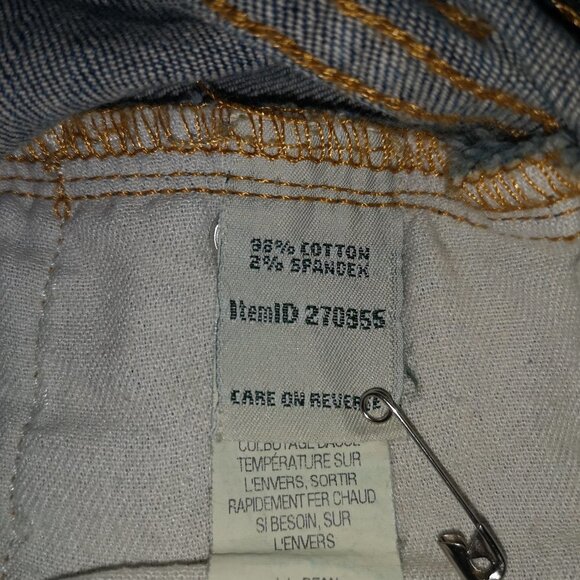 98% COTTON
2% SPANDEX
ItemID 270955
CARE ON REVERSE
TEMPÉRATURE SUR
L'ENVERS, SORTIR
RAPIDEMENT FER CHAUD
SI BESOIN, SUR
L'ENVERS